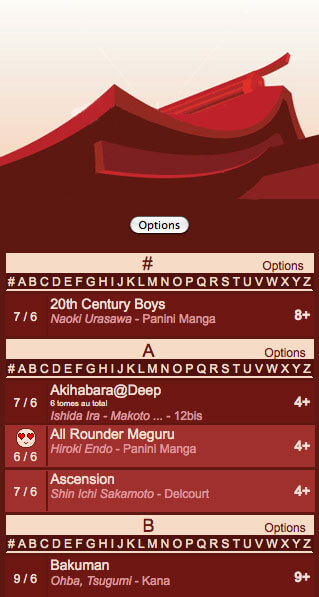 Options
#
Options
#ABCDEFGHIJKLMNOPQRSTUVWXYZ
20th Century Boys
7 / 6
Naoki Urasawa - Panini Manga
8+
A
Options
#ABCDEFGHIJKLMNOPQRSTUVWXYZ
Akihabara@Deep
7 / 6
6 tomes au total
4+
Ishida Ira - Makoto ... - 12bis
All Rounder Meguru
6 / 6
Hiroki Endo - Panini Manga
4+
Ascension
7 / 6
Shin Ichi Sakamoto - Delcourt
4+
B
Options
#ABCDEFGHIJKLMNOPQRSTUVWXYZ
Bakuman
9 / 6
Ohba, Tsugumi - Kana
9+